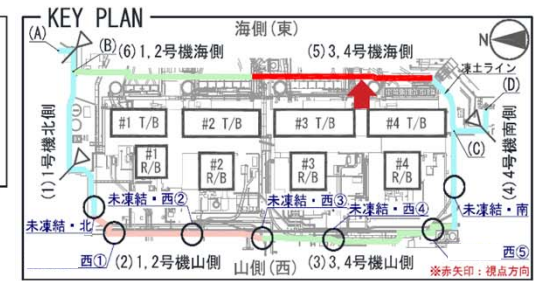 KEY PLAN
海側(東)
N
(A)
(B)
(6)1,2号機海側
(5)3,4号機海側
凍土ライン
(D)
#1 T/B
#2 T/B
#3 T/B
#4 T/B
(C)
#1
R/B
#2
R/B
#3
R/B
#4
R/B
(1)1号機北側
(4)4号機南側
未凍結・北
未凍結・西②
未凍結・西③
未凍結・西④
未凍結・南
西①
(2)1,2号機山側
山側(西)
(3)3,4号機山側
西⑤
※赤矢印:視点方向